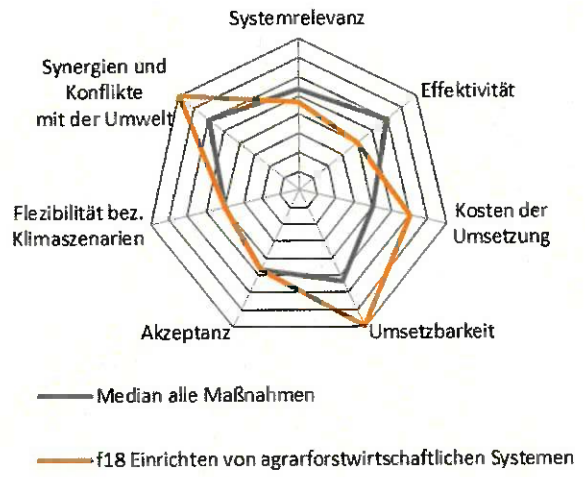 Systemrelevanz
Synergien und
Konflikte
mit der Umwelt
Effektivität
Flezibilität bez.
Klimaszenarien
Kosten der
Umsetzung
Akzeptanz
Umsetzbarkeit
Median alle Maßnahmen
f18 Einrichten von agrarforstwirtschaftlichen Systemen